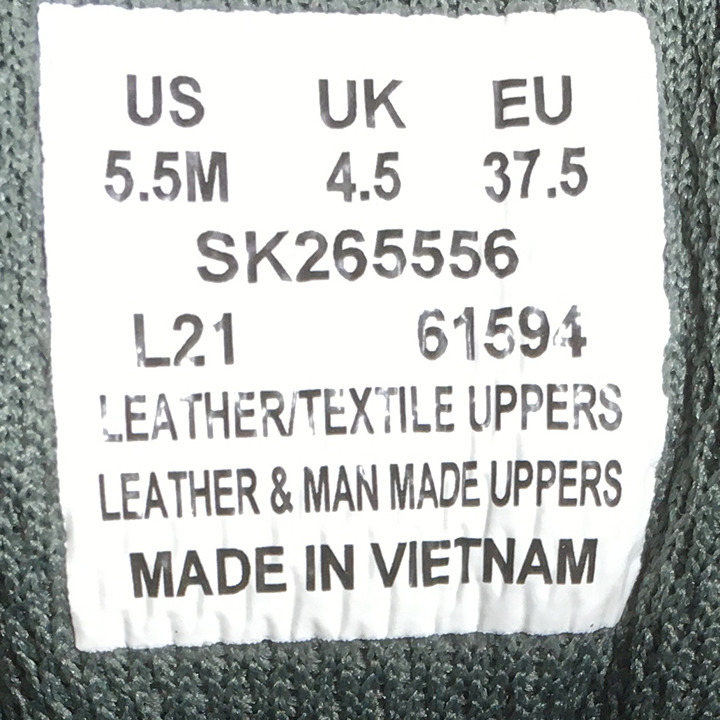 US UK EU
5.5M 4.5 37.5
SK265556
L21 61594
LEATHER/TEXTILE UPPERS
LEATHER & MAN MADE UPPERS
MADE IN VIETNAM